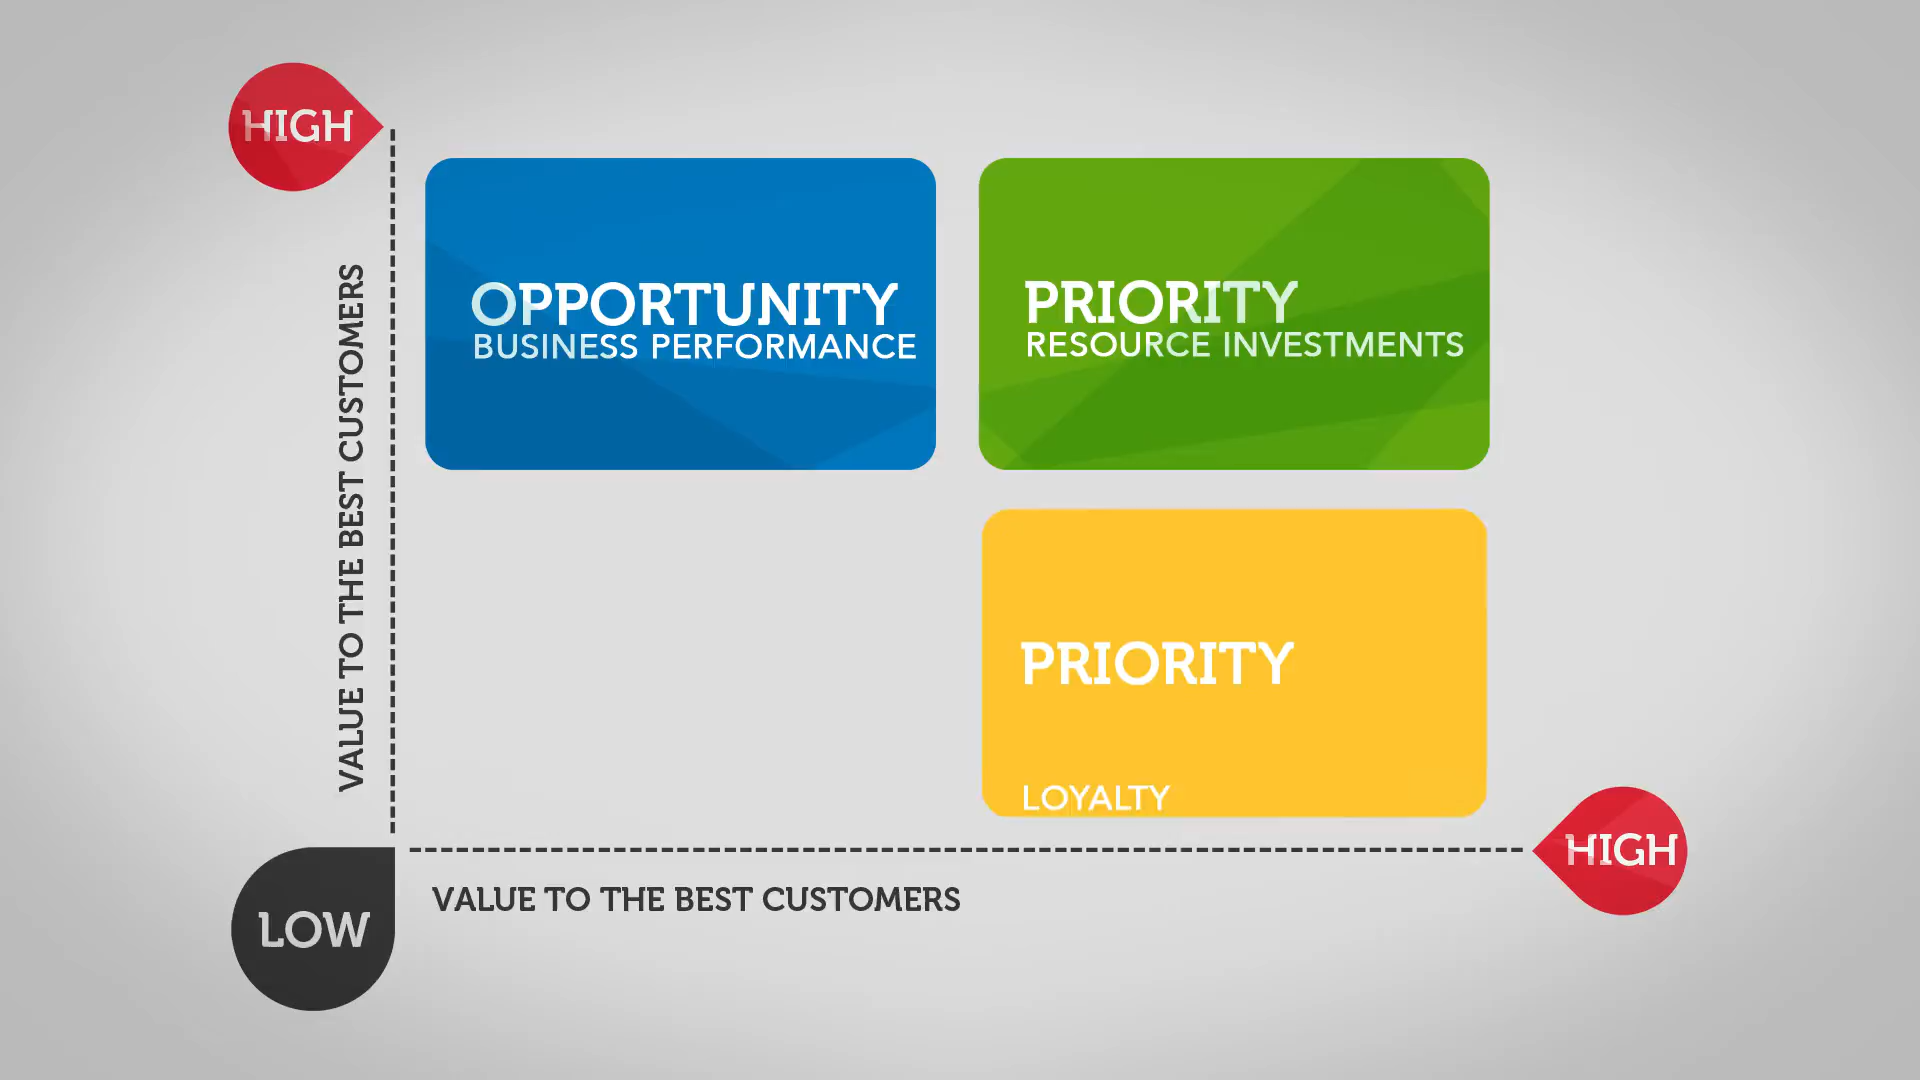 HIGH
OPPORTUNITY
BUSINESS PERFORMANCE
PRIORITY
RESOURCE INVESTMENTS
VALUE TO THE BEST CUSTOMERS
PRIORITY
LOYALTY
HIGH
VALUE TO THE BEST CUSTOMERS
LOW